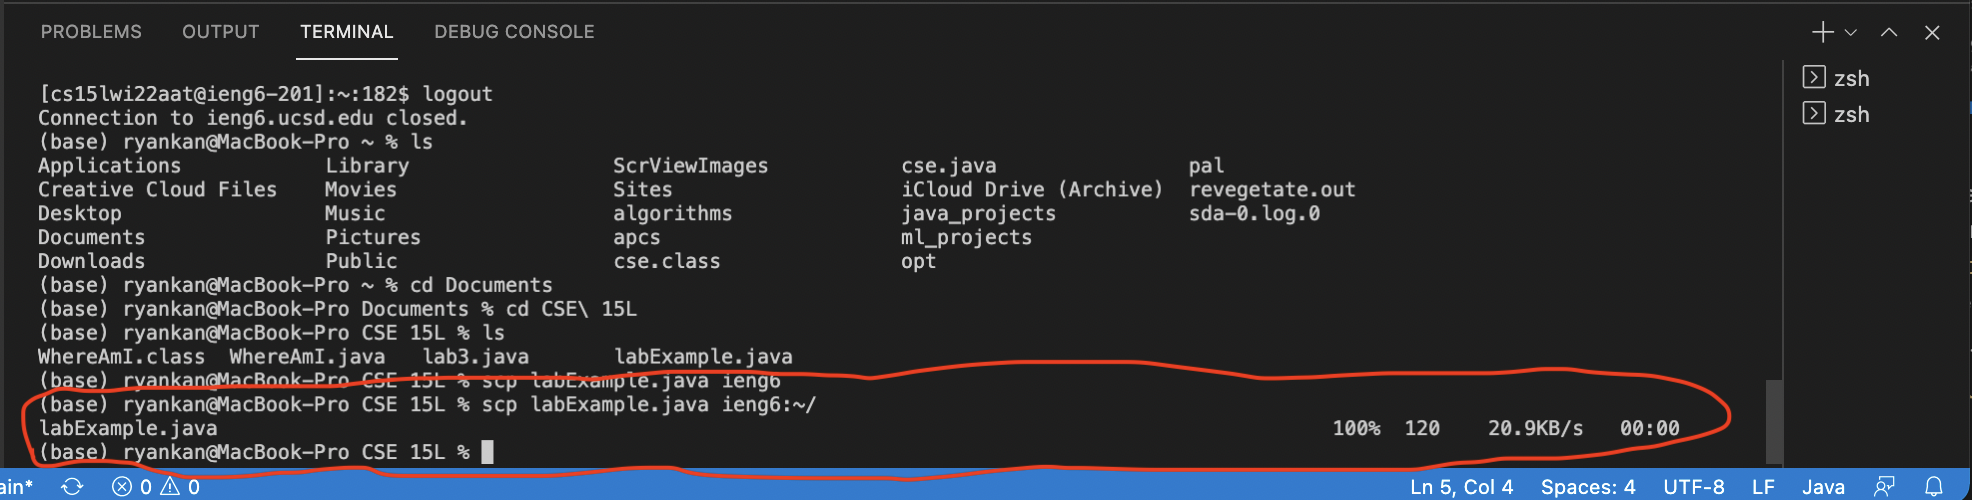 PROBLEMS OUTPUT TERMINAL DEBUG CONSOLE
zsh
zsh
[cs15lwi22aat@ieng6-201]:~:182$ logout
Connection to ieng6.ucsd.edu closed.
(base) ryankan@MacBook-Pro ~ % ls
Applications Library ScrViewImages cse.java pal
Creative Cloud Files Movies Sites iCloud Drive (Archive) revegetate.out
Desktop Music algorithms java_projects sda-0.log.0
Documents Pictures apcs ml_projects
Downloads Public cse.class opt
(base) ryankan@MacBook-Pro ~ % cd Documents
(base) ryankan@MacBook-Pro Documents % cd CSE\ 15L
(base) ryankan@MacBook-Pro CSE 15L % ls
WhereAmI.class WhereAmI.java lab3.java labExample.java
(base) ryankan@MacBook-Pro CSE 15L % scp labExample.java ieng6
(base) ryankan@MacBook-Pro CSE 15L % scp labExample.java ieng6:~/
labExample.java 100% 120 20.9KB/s 00:00
(base) ryankan@MacBook-Pro CSE 15L %
ain* 0 0 Ln 5, Col 4 Spaces: 4 UTF-8 LF Java